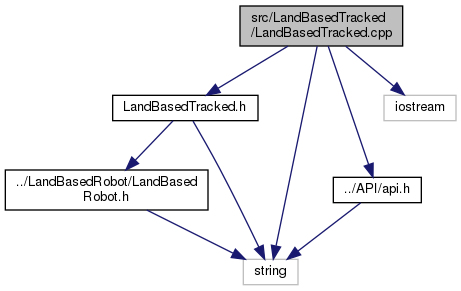 src/LandBasedTracked
/LandBasedTracked.cpp
LandBasedTracked.h
iostream
../LandBasedRobot/LandBased
Robot.h
../API/api.h
string